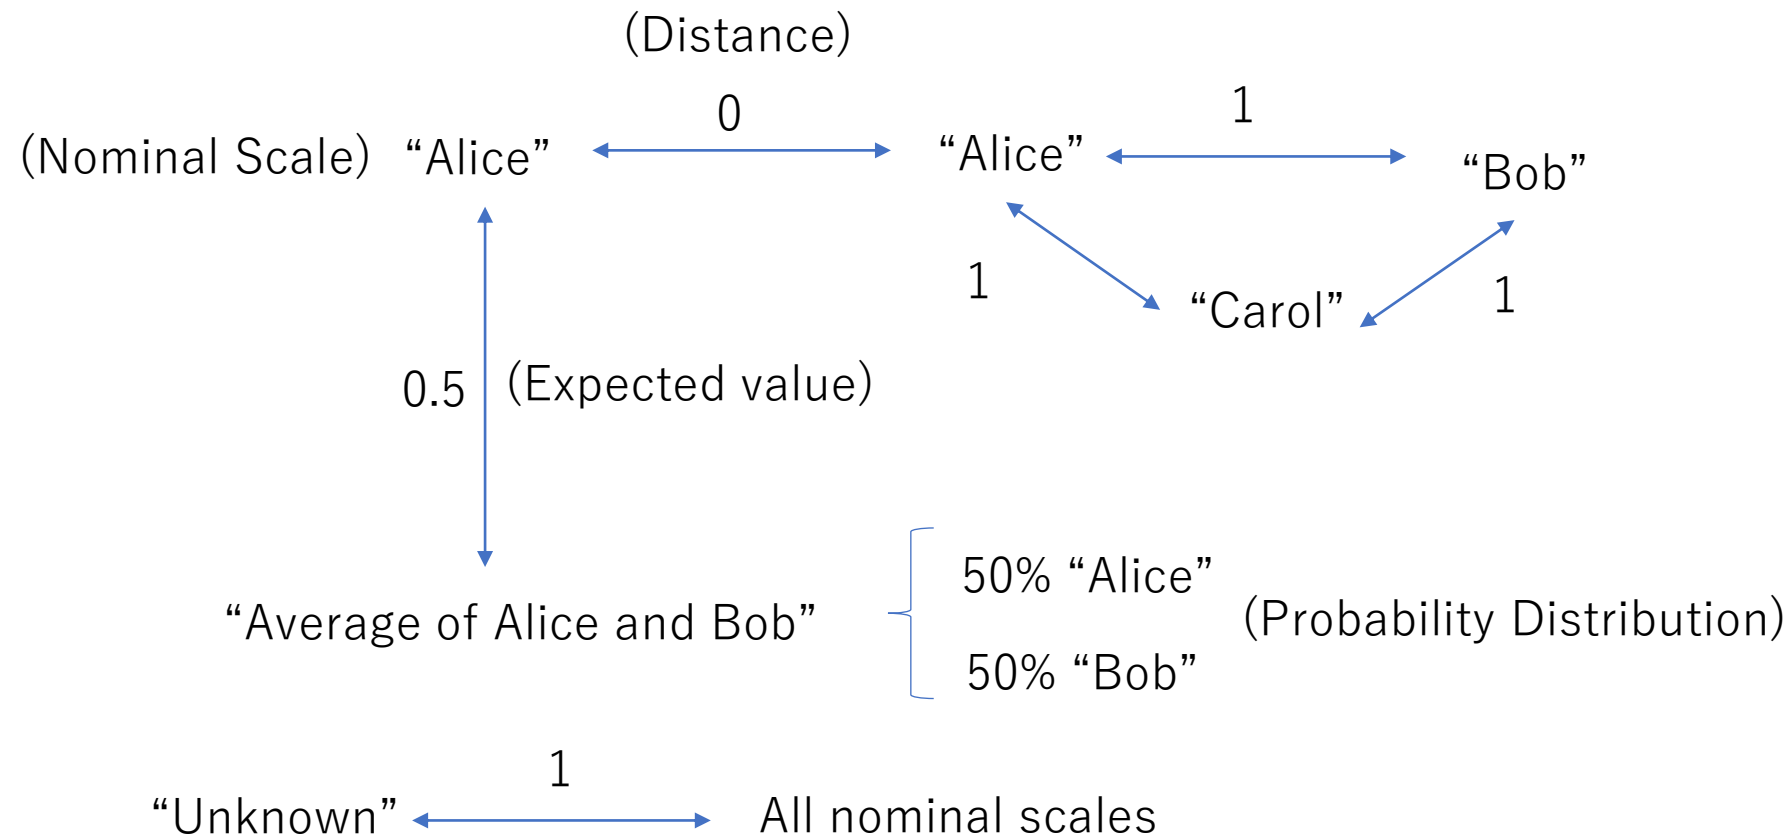 (Distance)
0
1
(Nominal Scale) “Alice”
“Alice”
“Bob”
1
“Carol”
1
0.5
(Expected value)
50% “Alice”
“Average of Alice and Bob”
(Probability Distribution)
50% “Bob”
1
“Unknown”
All nominal scales